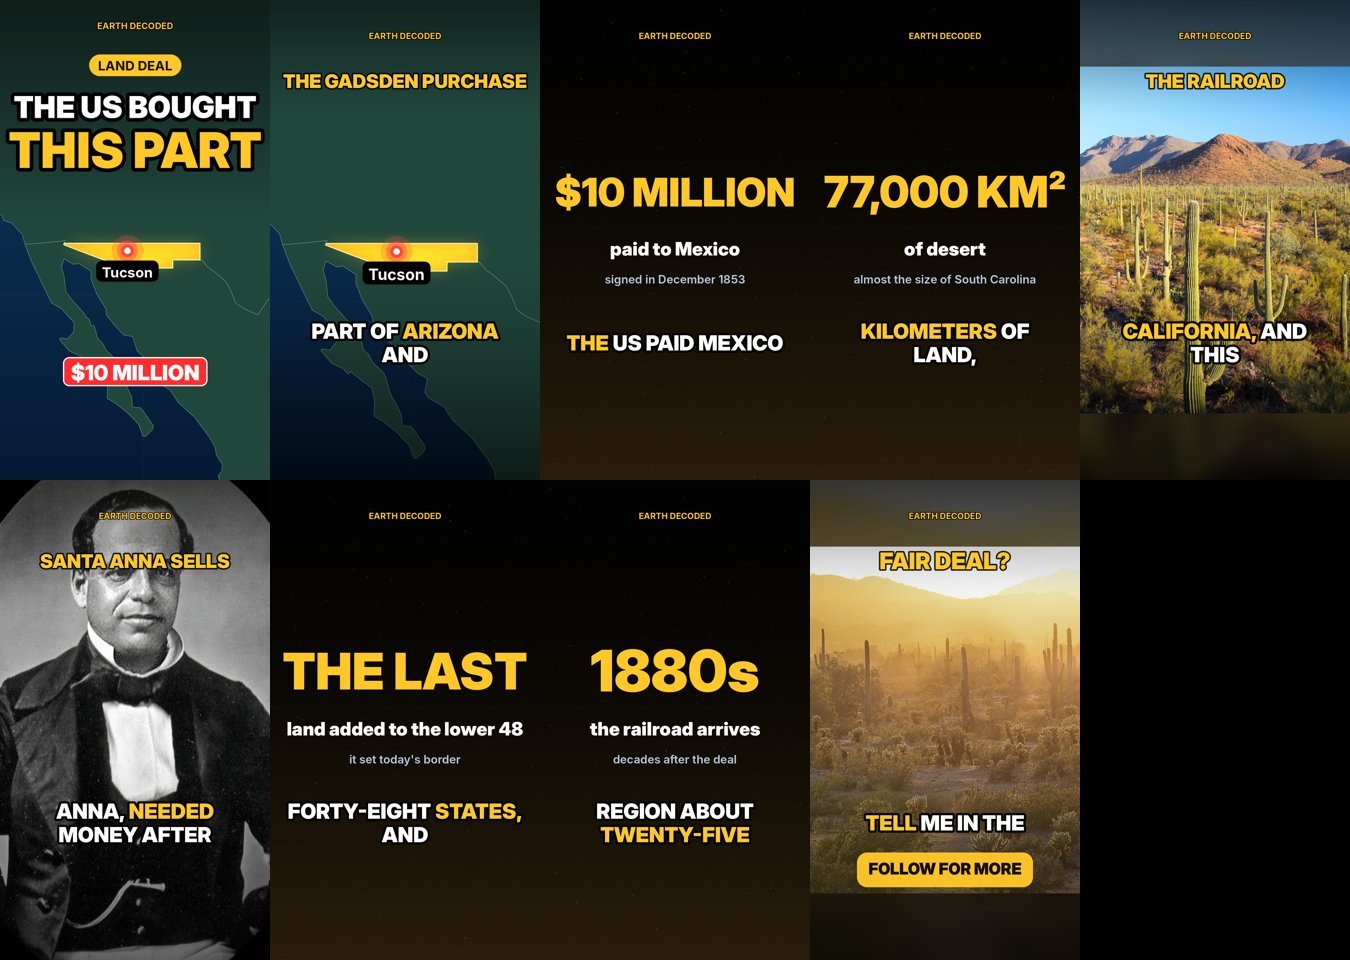 EARTH DECODED
LAND DEAL
THE US BOUGHT
THIS PART
Tucson
$10 MILLION
EARTH DECODED
THE GADSDEN PURCHASE
Tucson
PART OF ARIZONA
AND
EARTH DECODED
$10 MILLION
paid to Mexico
signed in December 1853
THE US PAID MEXICO
EARTH DECODED
77,000 KM²
of desert
almost the size of South Carolina
KILOMETERS OF
LAND,
EARTH DECODED
THE RAILROAD
CALIFORNIA, AND
THIS
EARTH DECODED
SANTA ANNA SELLS
ANNA, NEEDED
MONEY AFTER
EARTH DECODED
THE LAST
land added to the lower 48
it set today's border
FORTY-EIGHT STATES,
AND
EARTH DECODED
1880s
the railroad arrives
decades after the deal
REGION ABOUT
TWENTY-FIVE
EARTH DECODED
FAIR DEAL?
TELL ME IN THE
FOLLOW FOR MORE